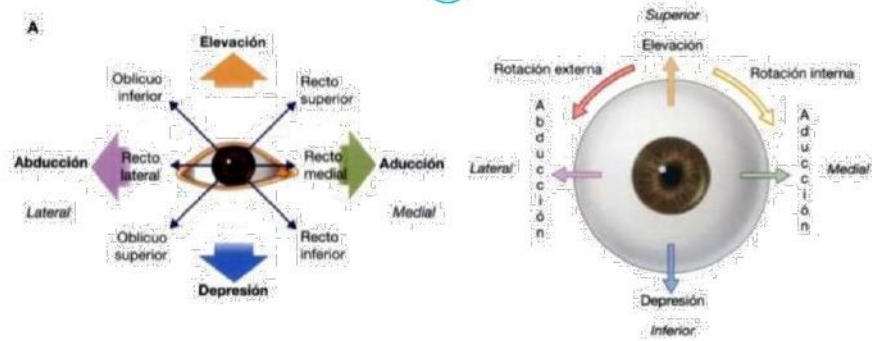 A
Elevación
Oblicuo
inferior
Recto
superior
Abducción
Recto
lateral
Recto
medial
Aducción
Lateral
Medial
Oblicuo
superior
Recto
inferior
Depresión
Superior
Elevación
Rotación externa
Rotación interna
Abducción
Aducción
Lateral
Medial
Depresión
Inferior